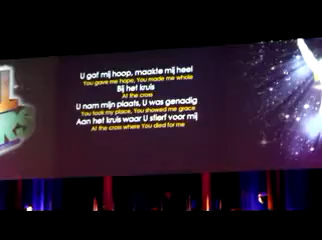 U gaf mij hoop, maakte mij heel
You gave me hope, You made me whole
Bij het kruis
At the cross
U nam mijn plaats, U was genadig
You took my place, You showed me grace
Aan het kruis waar U stierf voor mij
At the cross where You died for me